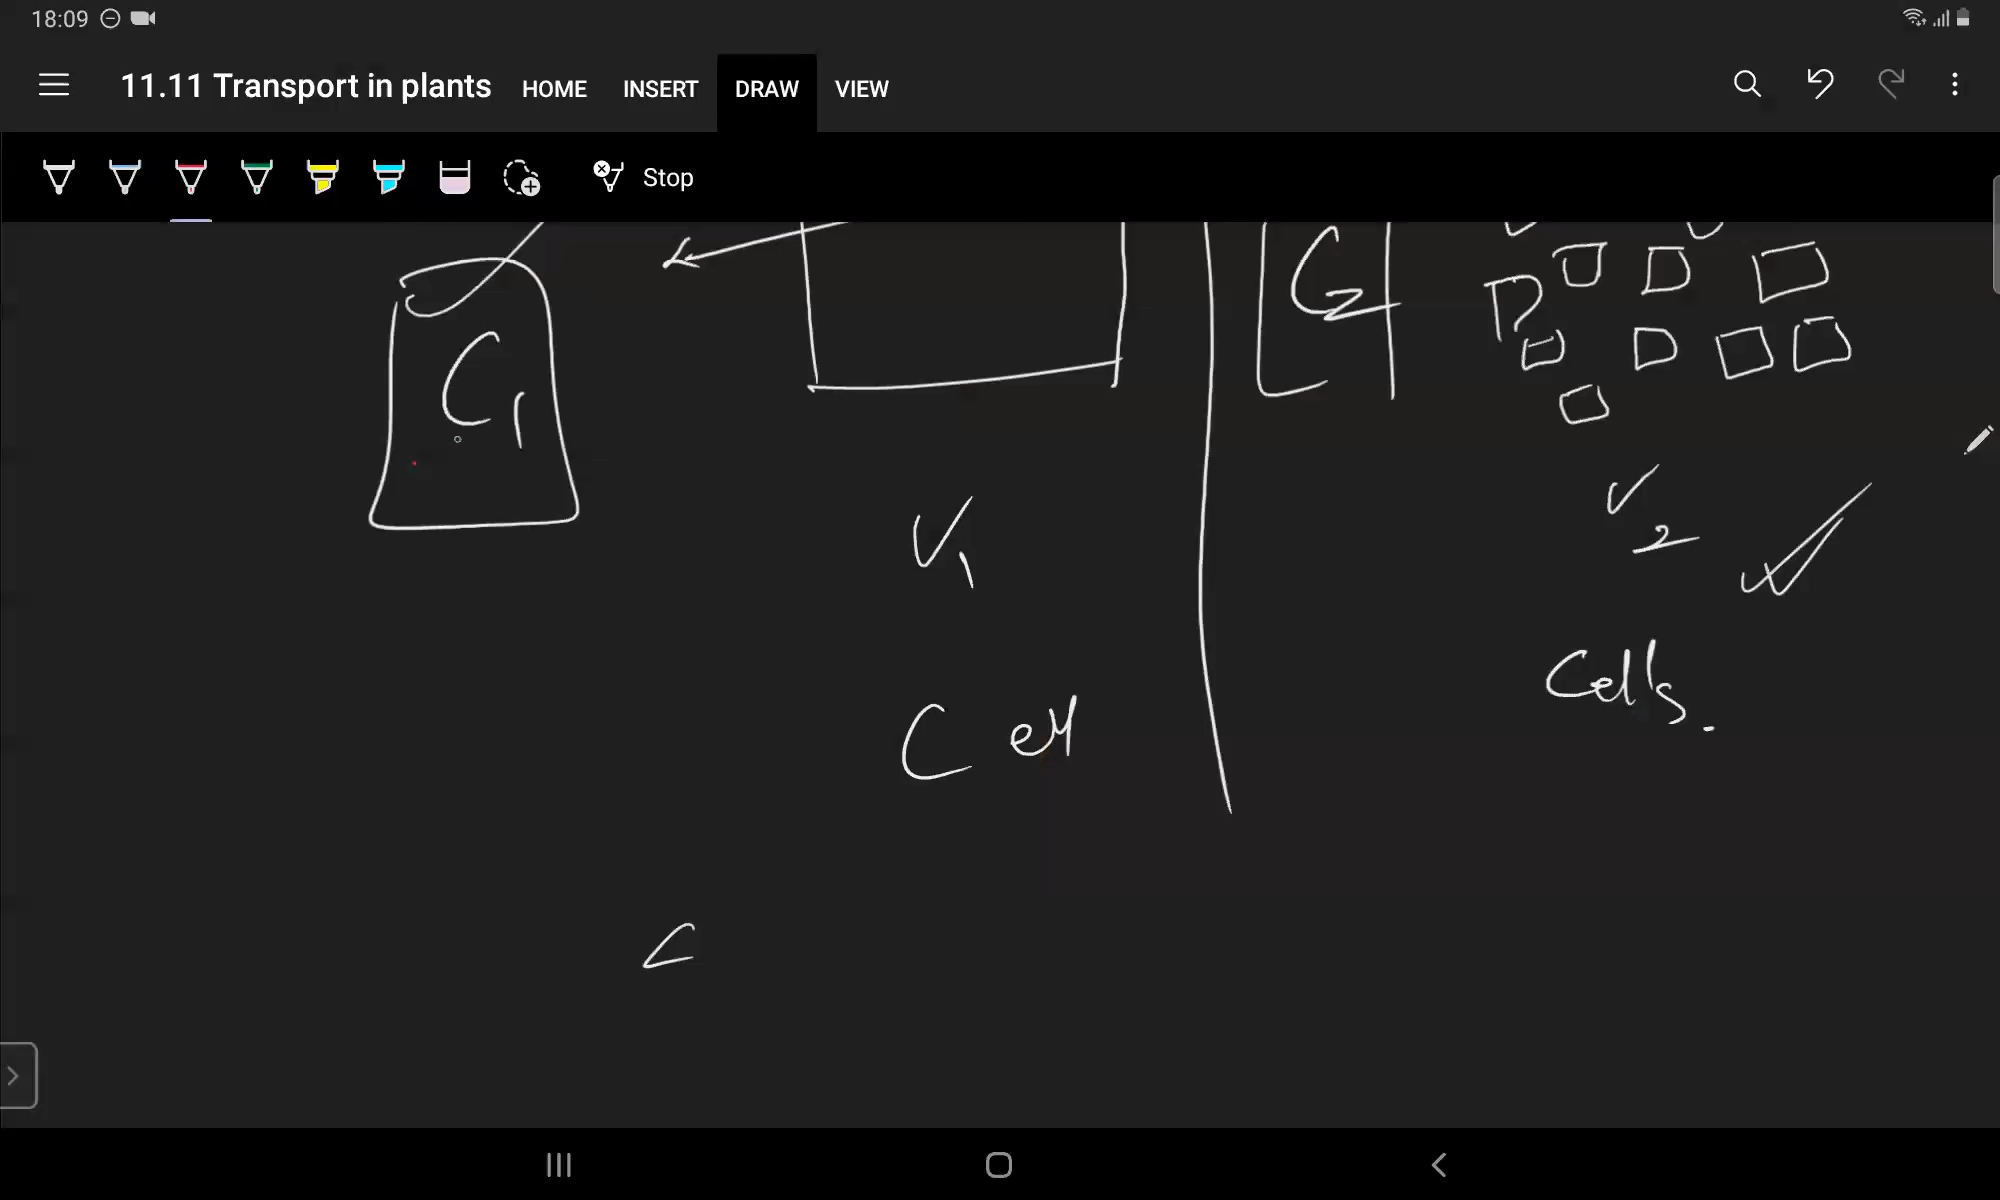 18:09
11.11 Transport in plants HOME INSERT DRAW VIEW
Stop
C1
C2
P
V1
V2
Cell
Cells.
C